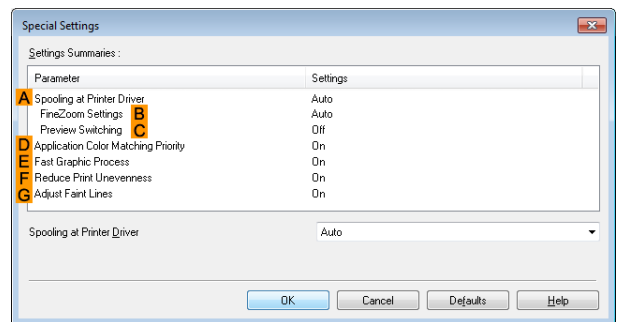 Special Settings
Settings Summaries :
Parameter Settings
A Spooling at Printer Driver Auto
FineZoom Settings B Auto
Preview Switching C Off
D Application Color Matching Priority On
E Fast Graphic Process On
F Reduce Print Unevenness On
G Adjust Faint Lines On
Spooling at Printer Driver Auto
OK Cancel Defaults Help